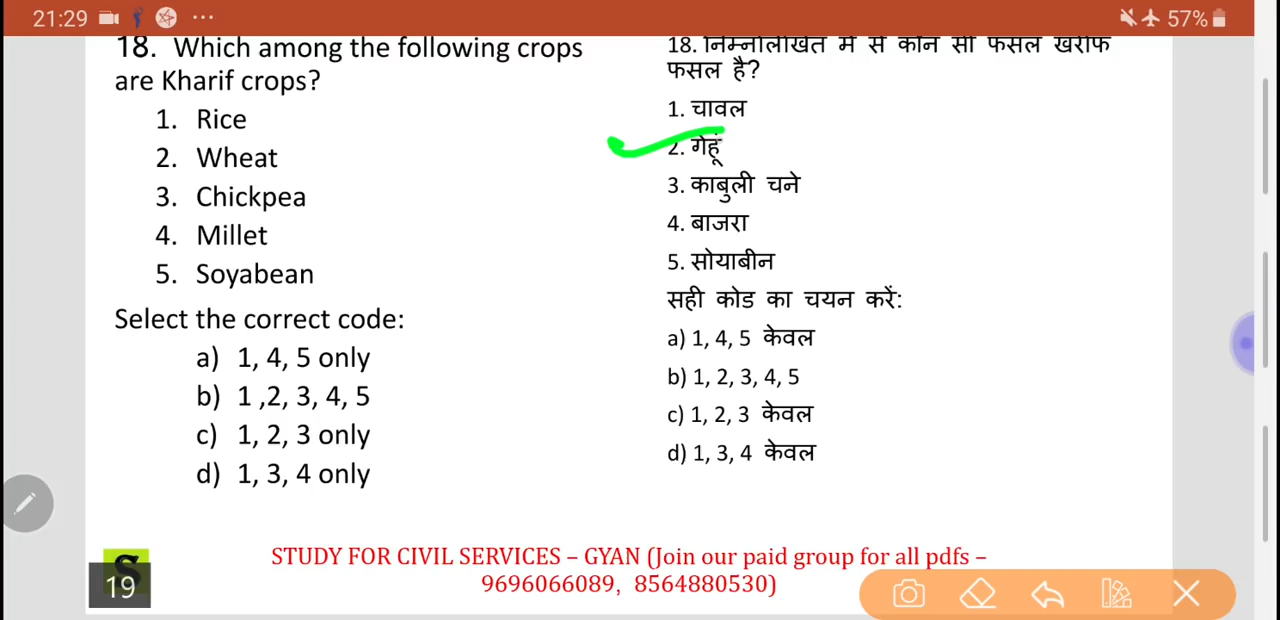 21:29
57%
18. Which among the following crops
are Kharif crops?
1. Rice
2. Wheat
3. Chickpea
4. Millet
5. Soyabean
Select the correct code:
a) 1, 4, 5 only
b) 1 ,2, 3, 4, 5
c) 1, 2, 3 only
d) 1, 3, 4 only
18. निम्नलिखित में से कौन सी फसल खरीफ
फसल है?
1. चावल
2. गेहूं
3. काबुली चने
4. बाजरा
5. सोयाबीन
सही कोड का चयन करें:
a) 1, 4, 5 केवल
b) 1, 2, 3, 4, 5
c) 1, 2, 3 केवल
d) 1, 3, 4 केवल
STUDY FOR CIVIL SERVICES – GYAN (Join our paid group for all pdfs –
9696066089, 8564880530)
S
19